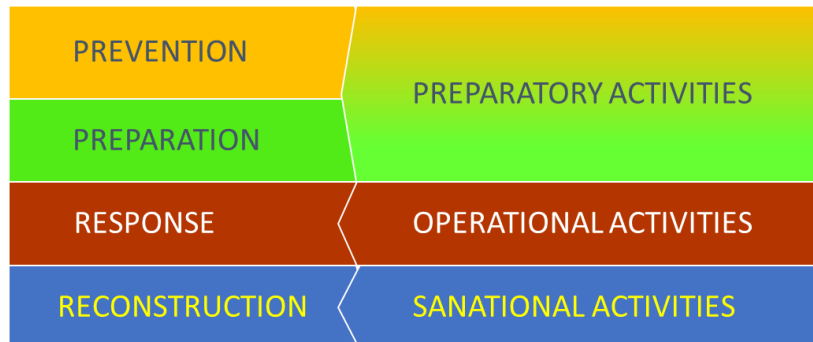 PREVENTION
PREPARATORY ACTIVITIES
PREPARATION
RESPONSE
OPERATIONAL ACTIVITIES
RECONSTRUCTION
SANATIONAL ACTIVITIES